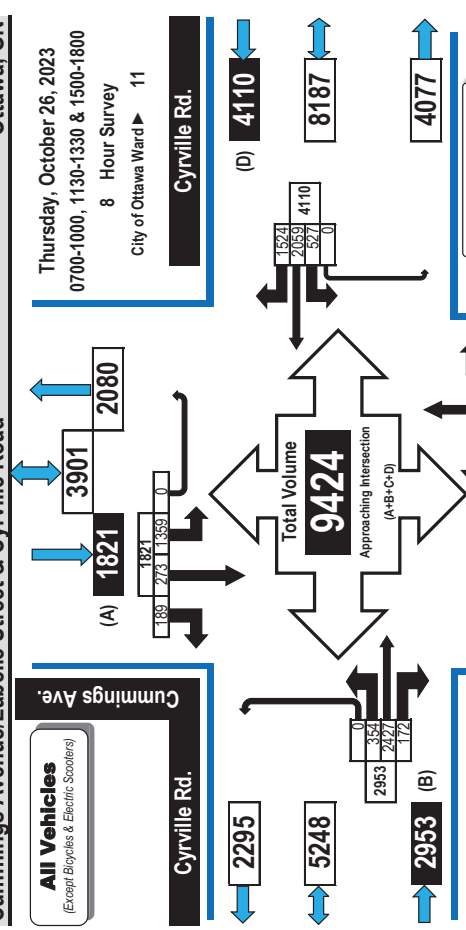 Cummings Avenue/Labelle Street & Cyrville Road
Ottawa, ON
All Vehicles
(Except Bicycles & Electric Scooters)
Cummings Ave.
Cyrville Rd.
Thursday, October 26, 2023
0700-1000, 1130-1330 & 1500-1800
8 Hour Survey
City of Ottawa Ward ► 11
Cyrville Rd.
3901
(A)
1821
2080
1821
189
273
1359
0
2295
5248
2953
(B)
0
354
2427
172
2953
Total Volume
9424
Approaching Intersection
(A+B+C+D)
1524
2059
527
0
4110
(D)
4110
8187
4077